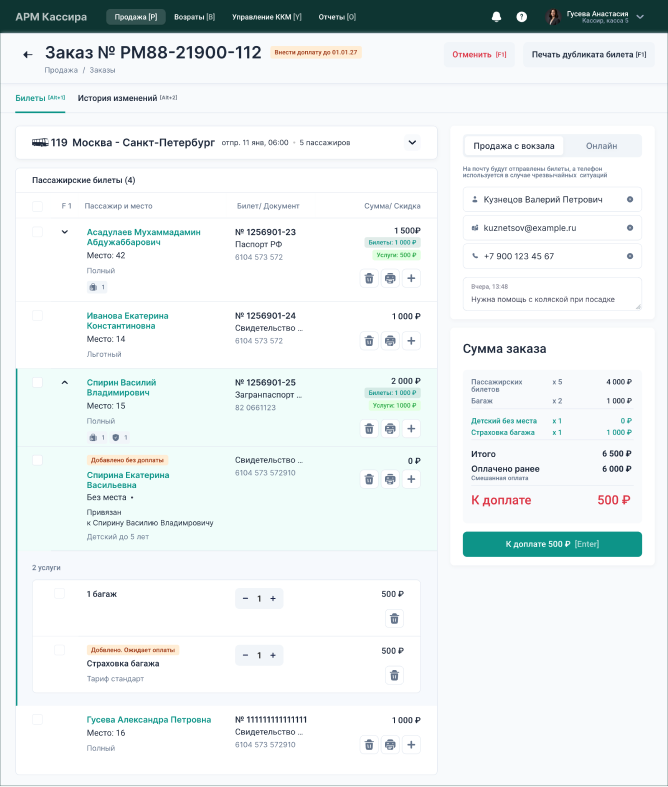 АРМ Кассира
Продажа [P]
Возвраты [B]
Управление ККМ [Y]
Отчеты [O]
Гусева Анастасия
Кассир, касса 5
Заказ № PM88-21900-112
Внести доплату до 01.01.27
Отменить [F1]
Печать дубликата билета [F1]
Продажа / Заказы
Билеты [Alt+1]
История изменений [Alt+2]
119 Москва - Санкт-Петербург
отпр. 11 янв, 06:00 • 5 пассажиров
Пассажирские билеты (4)
F 1
Пассажир и место
Билет/ Документ
Сумма/ Скидка
Асадулаев Мухаммадамин
Абдужаббарович
Место: 42
Полный
1
№ 1256901-23
Паспорт РФ
6104 573 572
1 500₽
Билеты: 1 000 ₽
Услуги: 500 ₽
Иванова Екатерина
Константиновна
Место: 14
Льготный
№ 1256901-24
Свидетельство ...
6104 573 572
1 000 ₽
Спирин Василий
Владимирович
Место: 15
Полный
1 1
№ 1256901-25
Загранпаспорт ...
82 0661123
2 000 ₽
Билеты: 1 000 ₽
Услуги: 1000 ₽
Добавлено без доплаты
Спирина Екатерина
Васильевна
Без места •
Привязан
к Спирину Василию Владимировичу
Детский до 5 лет
Свидетельство ...
6104 573 572910
0 ₽
2 услуги
1 багаж
− 1 +
500 ₽
Добавлено. Ожидает оплаты
Страховка багажа
Тариф стандарт
− 1 +
500 ₽
Гусева Александра Петровна
Место: 16
Полный
№ 111111111111111
Свидетельство ...
6104 573 572910
1 000 ₽
Продажа с вокзала
Онлайн
На почту будут отправлены билеты, а телефон
используется в случае чрезвычайных ситуаций
Кузнецов Валерий Петрович
kuznetsov@example.ru
+7 900 123 45 67
Вчера, 13:48
Нужна помощь с коляской при посадке
Сумма заказа
Пассажирских
билетов
x 5
4 000 ₽
Багаж
x 2
1 000 ₽
Детский без места
x 1
0 ₽
Страховка багажа
x 1
1 000 ₽
Итого
6 500 ₽
Оплачено ранее
6 000 ₽
Смешанная оплата
К доплате
500 ₽
К доплате 500 ₽ [Enter]